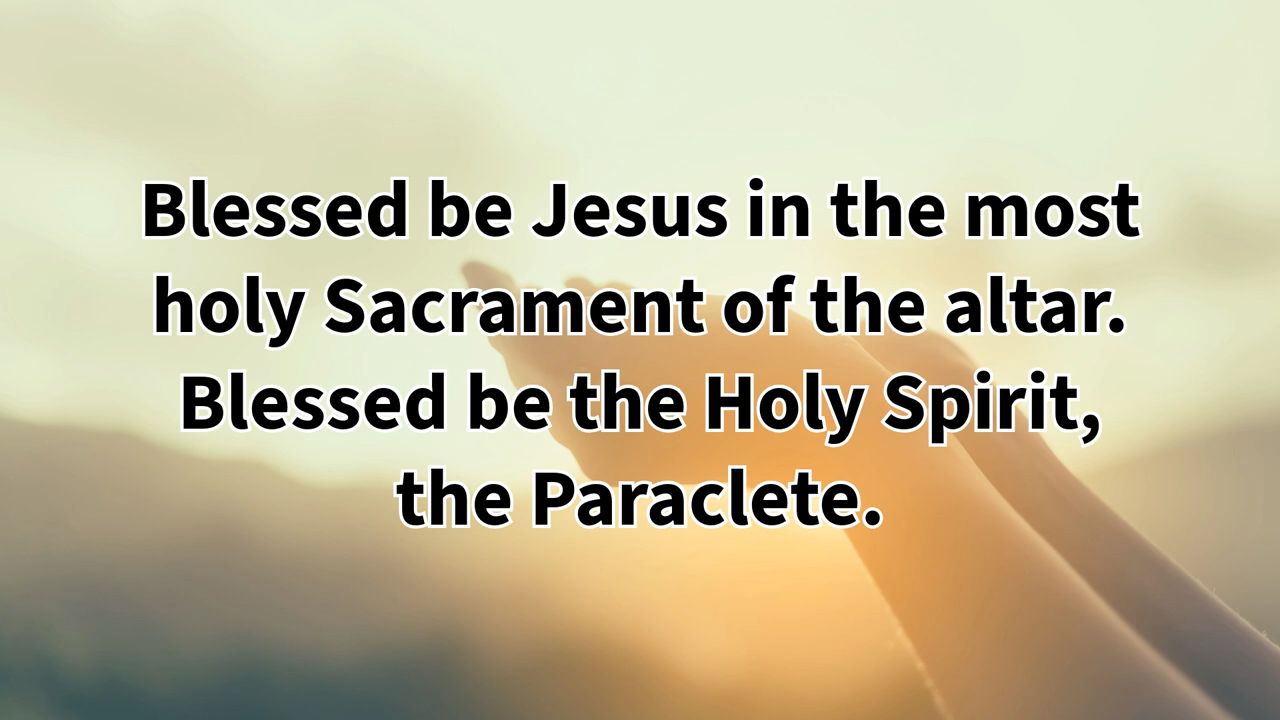 Blessed be Jesus in the most
holy Sacrament of the altar.
Blessed be the Holy Spirit,
the Paraclete.